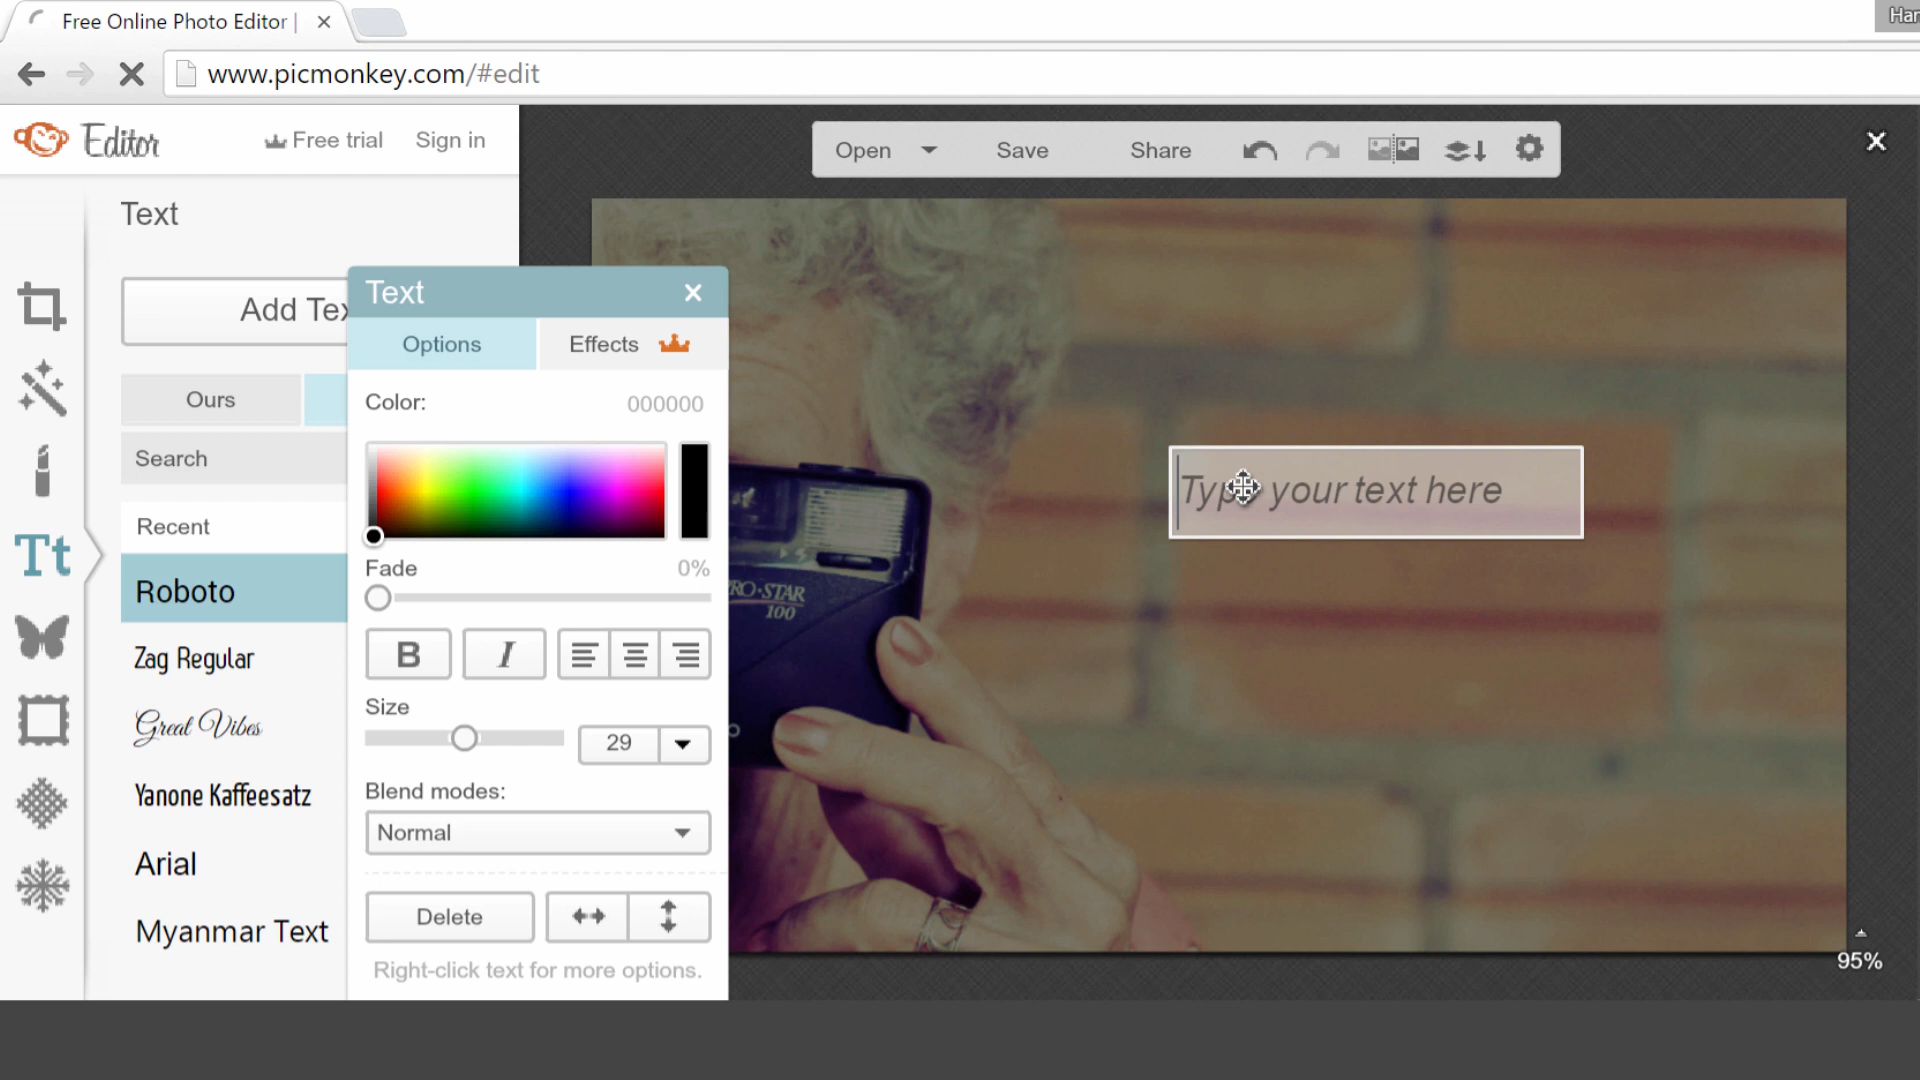 Free Online Photo Editor |
Har
www.picmonkey.com/#edit
Editor
Free trial
Sign in
Open
Save
Share
Text
Add Tex
Text
Options
Effects
Ours
Color:
000000
Search
Type your text here
Recent
Fade
0%
Roboto
RO·STAR
100
Zag Regular
B
I
Size
Great Vibes
29
Yanone Kaffeesatz
Blend modes:
Normal
Arial
Delete
Myanmar Text
Right-click text for more options.
95%
Tt